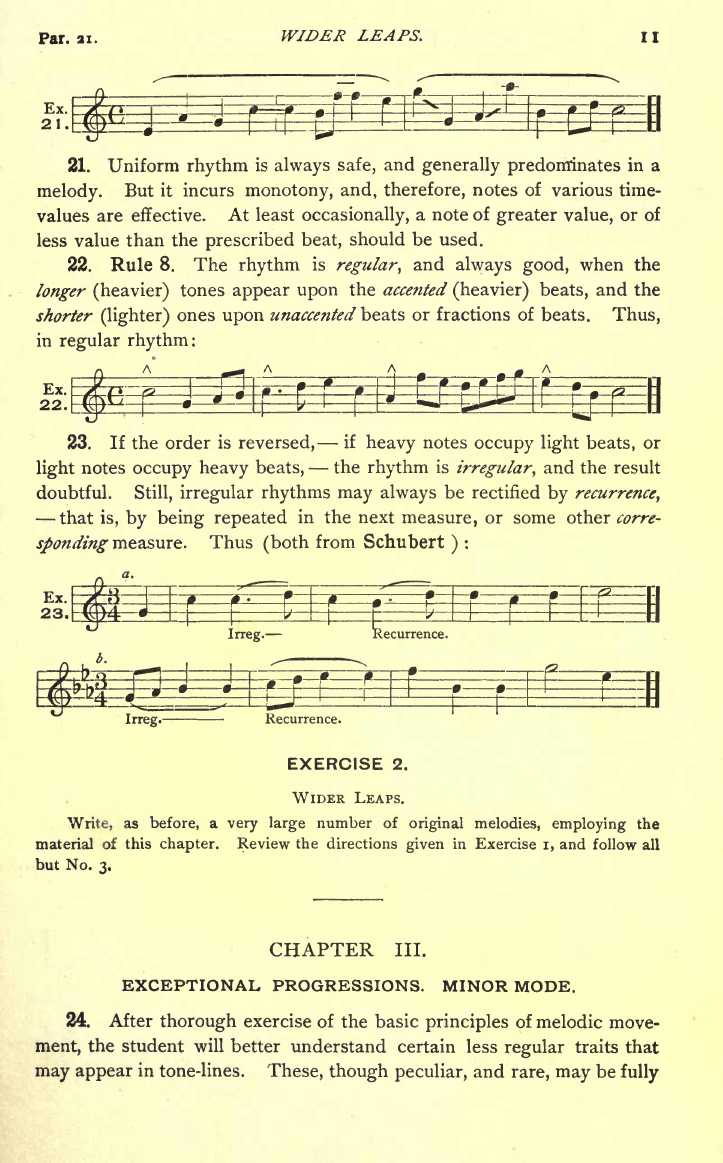 Par. 21. WIDER LEAPS. 11
Ex.
21.
21. Uniform rhythm is always safe, and generally predominates in a
melody. But it incurs monotony, and, therefore, notes of various time-
values are effective. At least occasionally, a note of greater value, or of
less value than the prescribed beat, should be used.
22. Rule 8. The rhythm is regular, and always good, when the
longer (heavier) tones appear upon the accented (heavier) beats, and the
shorter (lighter) ones upon unaccented beats or fractions of beats. Thus,
in regular rhythm:
Ex.
22.
23. If the order is reversed,— if heavy notes occupy light beats, or
light notes occupy heavy beats, — the rhythm is irregular, and the result
doubtful. Still, irregular rhythms may always be rectified by recurrence,
— that is, by being repeated in the next measure, or some other corre-
sponding measure. Thus (both from Schubert ) :
a.
Ex.
23.
3
4
Irreg.— Recurrence.
b.
3
4
Irreg.— Recurrence.
EXERCISE 2.
WIDER LEAPS.
Write, as before, a very large number of original melodies, employing the
material of this chapter. Review the directions given in Exercise 1, and follow all
but No. 3.
CHAPTER III.
EXCEPTIONAL PROGRESSIONS. MINOR MODE.
24. After thorough exercise of the basic principles of melodic move-
ment, the student will better understand certain less regular traits that
may appear in tone-lines. These, though peculiar, and rare, may be fully